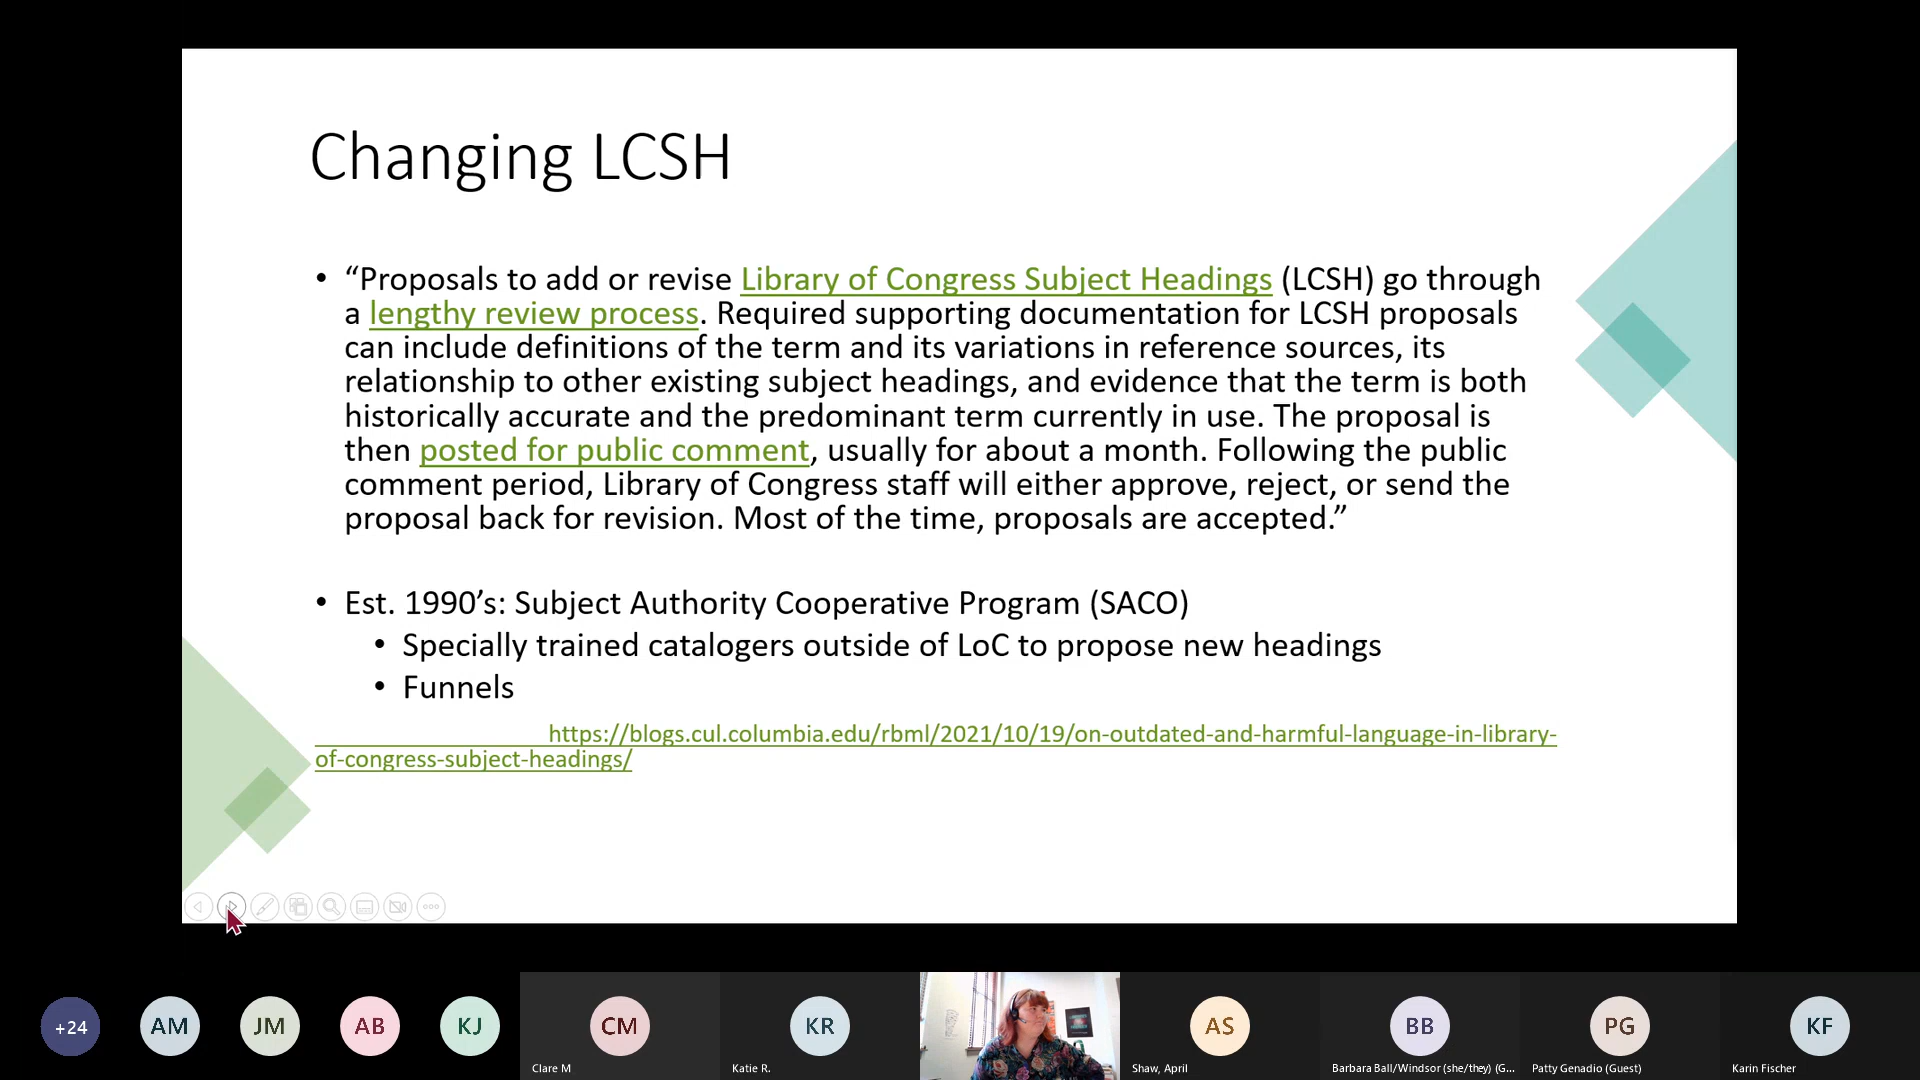 Changing LCSH
• “Proposals to add or revise Library of Congress Subject Headings (LCSH) go through
a lengthy review process. Required supporting documentation for LCSH proposals
can include definitions of the term and its variations in reference sources, its
relationship to other existing subject headings, and evidence that the term is both
historically accurate and the predominant term currently in use. The proposal is
then posted for public comment, usually for about a month. Following the public
comment period, Library of Congress staff will either approve, reject, or send the
proposal back for revision. Most of the time, proposals are accepted.”
• Est. 1990’s: Subject Authority Cooperative Program (SACO)
• Specially trained catalogers outside of LoC to propose new headings
• Funnels
https://blogs.cul.columbia.edu/rbml/2021/10/19/on-outdated-and-harmful-language-in-library-
of-congress-subject-headings/
+24
AM
JM
AB
KJ
CM
KR
AS
BB
PG
KF
Clare M
Katie R.
Shaw, April
Barbara Ball/Windsor (she/they) (G...
Patty Genadio (Guest)
Karin Fischer